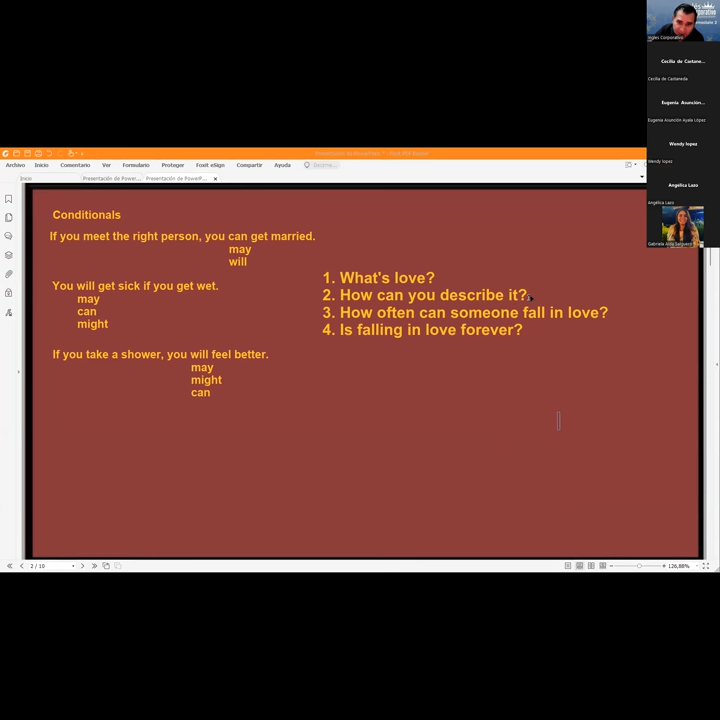 Ingles Corporativo
Cecilia de Castane...
Cecilia de Castaneda
Eugenia Asunción...
Eugenia Asunción Ayala López
Wendy lopez
Wendy lopez
Angélica Lazo
Angélica Lazo
Archivo Inicio Comentario Ver Formulario Proteger Foxit eSign Compartir Ayuda
Inicio Presentación de Power... Presentación de PowerP...
Conditionals
If you meet the right person, you can get married.
may
will
You will get sick if you get wet.
may
can
might
If you take a shower, you will feel better.
may
might
can
1. What's love?
2. How can you describe it?
3. How often can someone fall in love?
4. Is falling in love forever?
2 / 10
126,88%